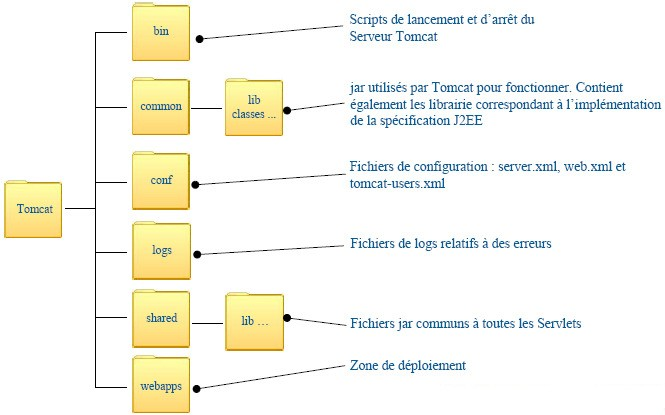 bin
Scripts de lancement et d’arrêt du
Serveur Tomcat
common
lib
classes ...
jar utilisés par Tomcat pour fonctionner. Contient
également les librairie correspondant à l’implémentation
de la spécification J2EE
conf
Fichiers de configuration : server.xml, web.xml et
tomcat-users.xml
Tomcat
logs
Fichiers de logs relatifs à des erreurs
shared
lib …
Fichiers jar communs à toutes les Servlets
webapps
Zone de déploiement